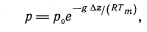 p = p₀e^{-g Δz/(RT_m)},